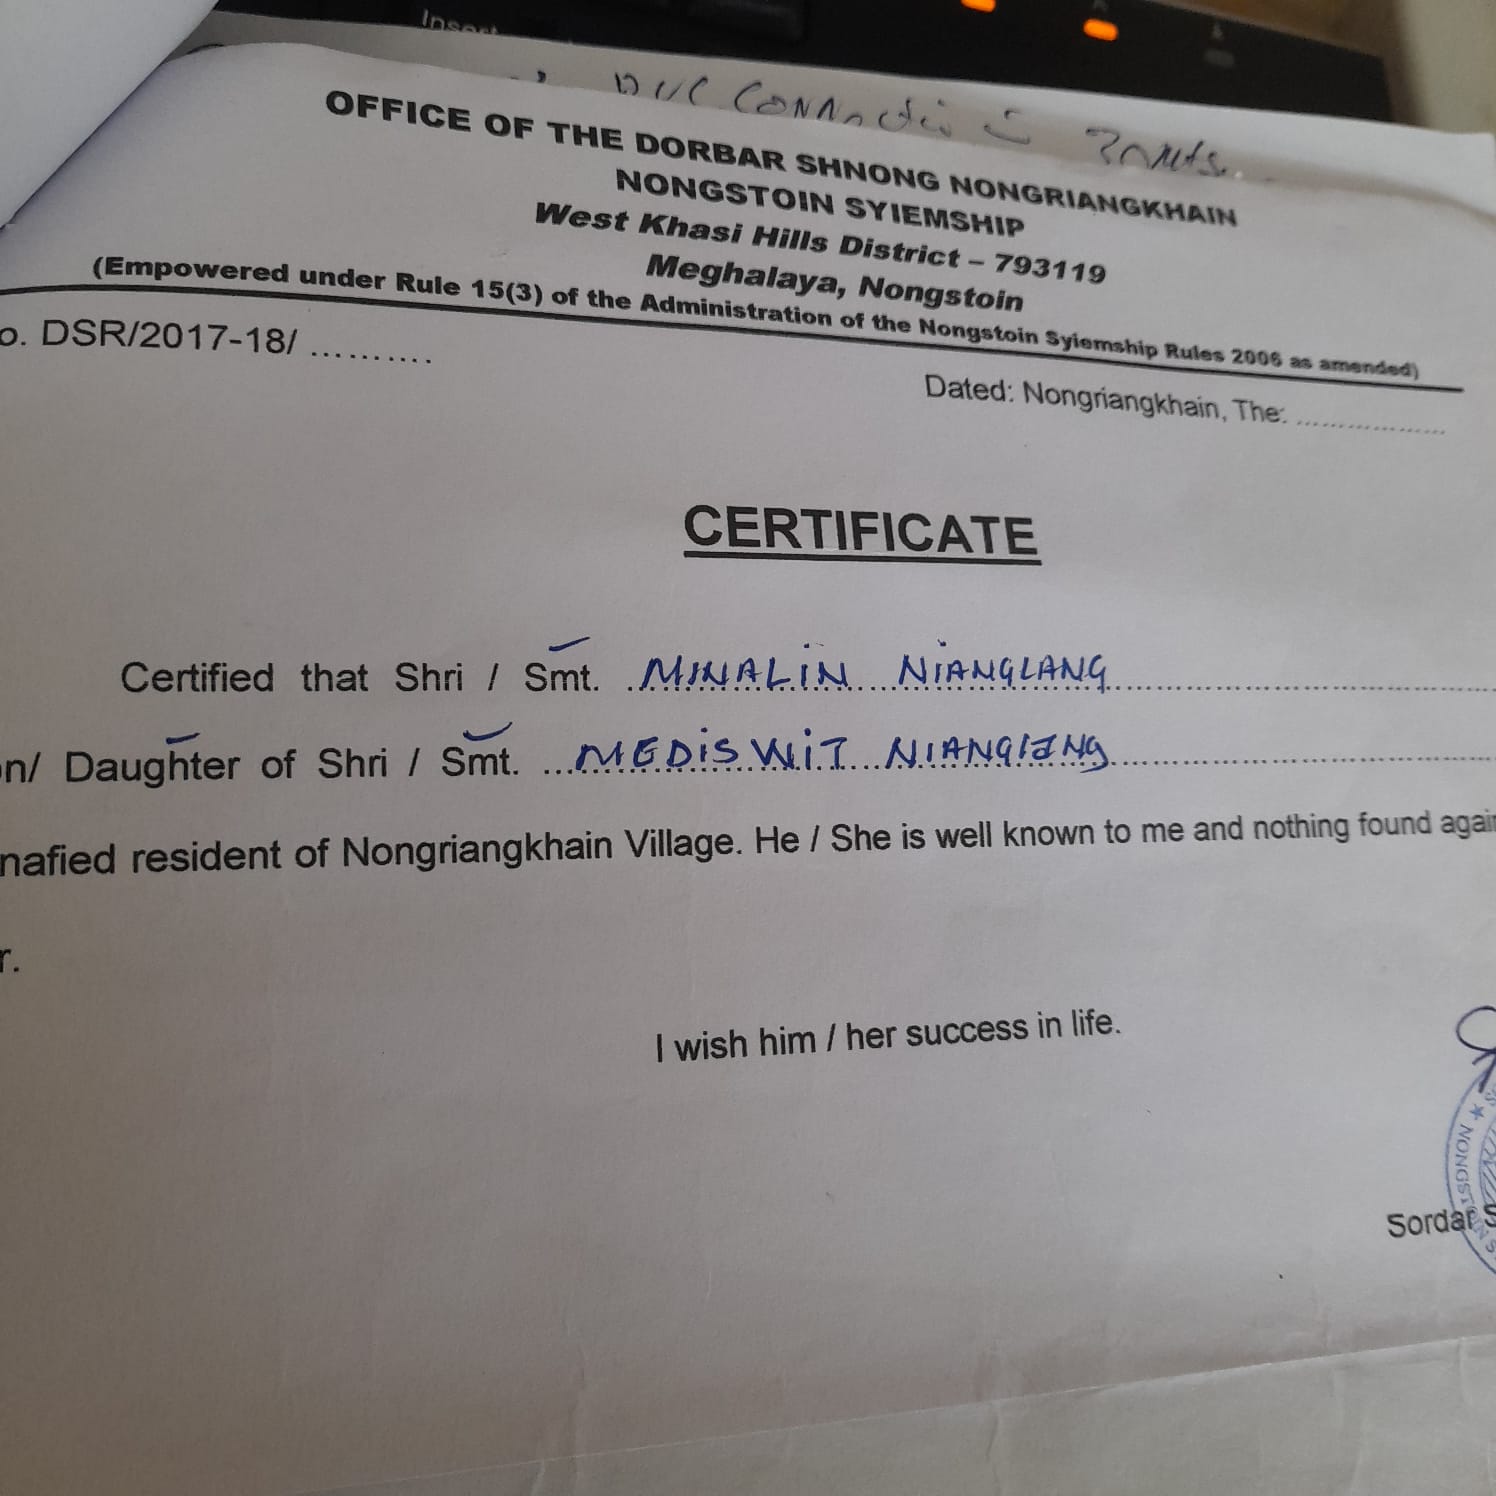 Insert
OFFICE OF THE DORBAR SHNONG NONGRIANGKHAIN
NONGSTOIN SYIEMSHIP
West Khasi Hills District – 793119
Meghalaya, Nongstoin
(Empowered under Rule 15(3) of the Administration of the Nongstoin Syiemship Rules 2006 as amended)
o. DSR/2017-18/ ..........
Dated: Nongriangkhain, The: ..................
CERTIFICATE
Certified that Shri / Smt. MINALIN NIANGLANG
n/ Daughter of Shri / Smt. ...MEDISWIT NIANGLANG
nafied resident of Nongriangkhain Village. He / She is well known to me and nothing found again
r.
I wish him / her success in life.
★ NONGST
Sordar S